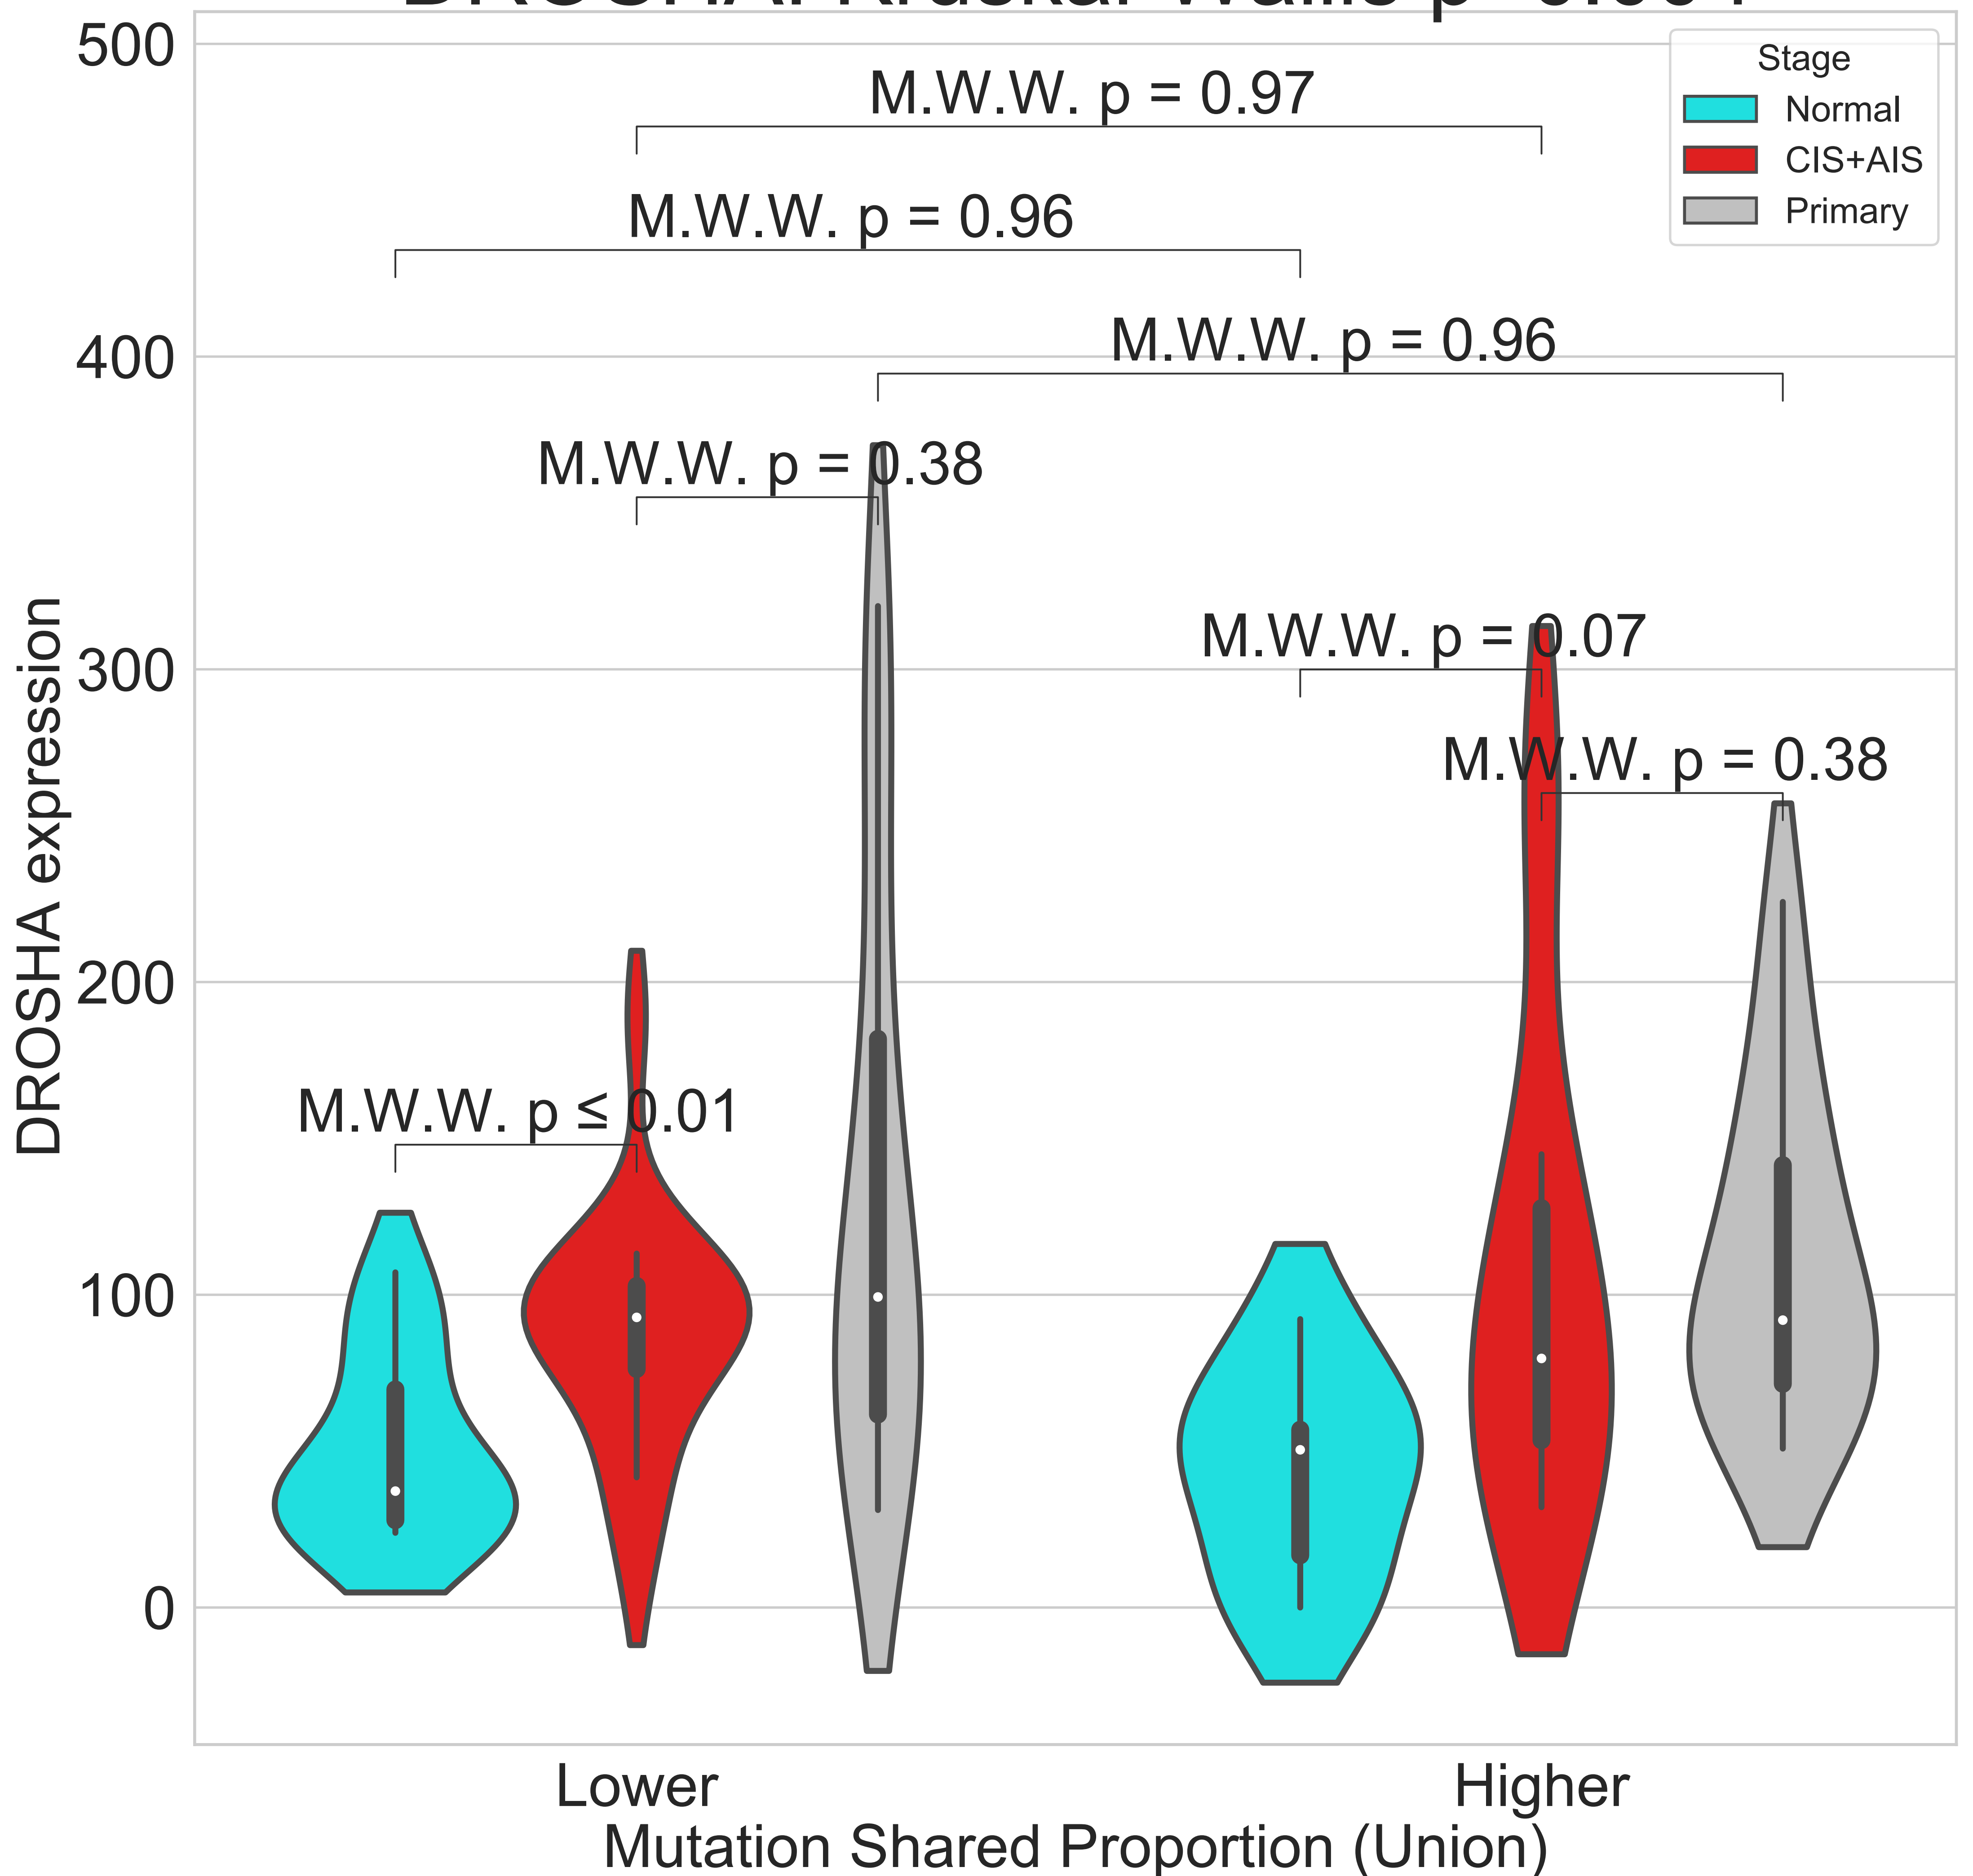 500
Stage
Normal
CIS+AIS
Primary
M.W.W. p = 0.97
M.W.W. p = 0.96
400
M.W.W. p = 0.96
M.W.W. p = 0.38
300
M.W.W. p = 0.07
M.W.W. p = 0.38
200
M.W.W. p ≤ 0.01
100
0
DROSHA expression
Lower
Higher
Mutation Shared Proportion (Union)